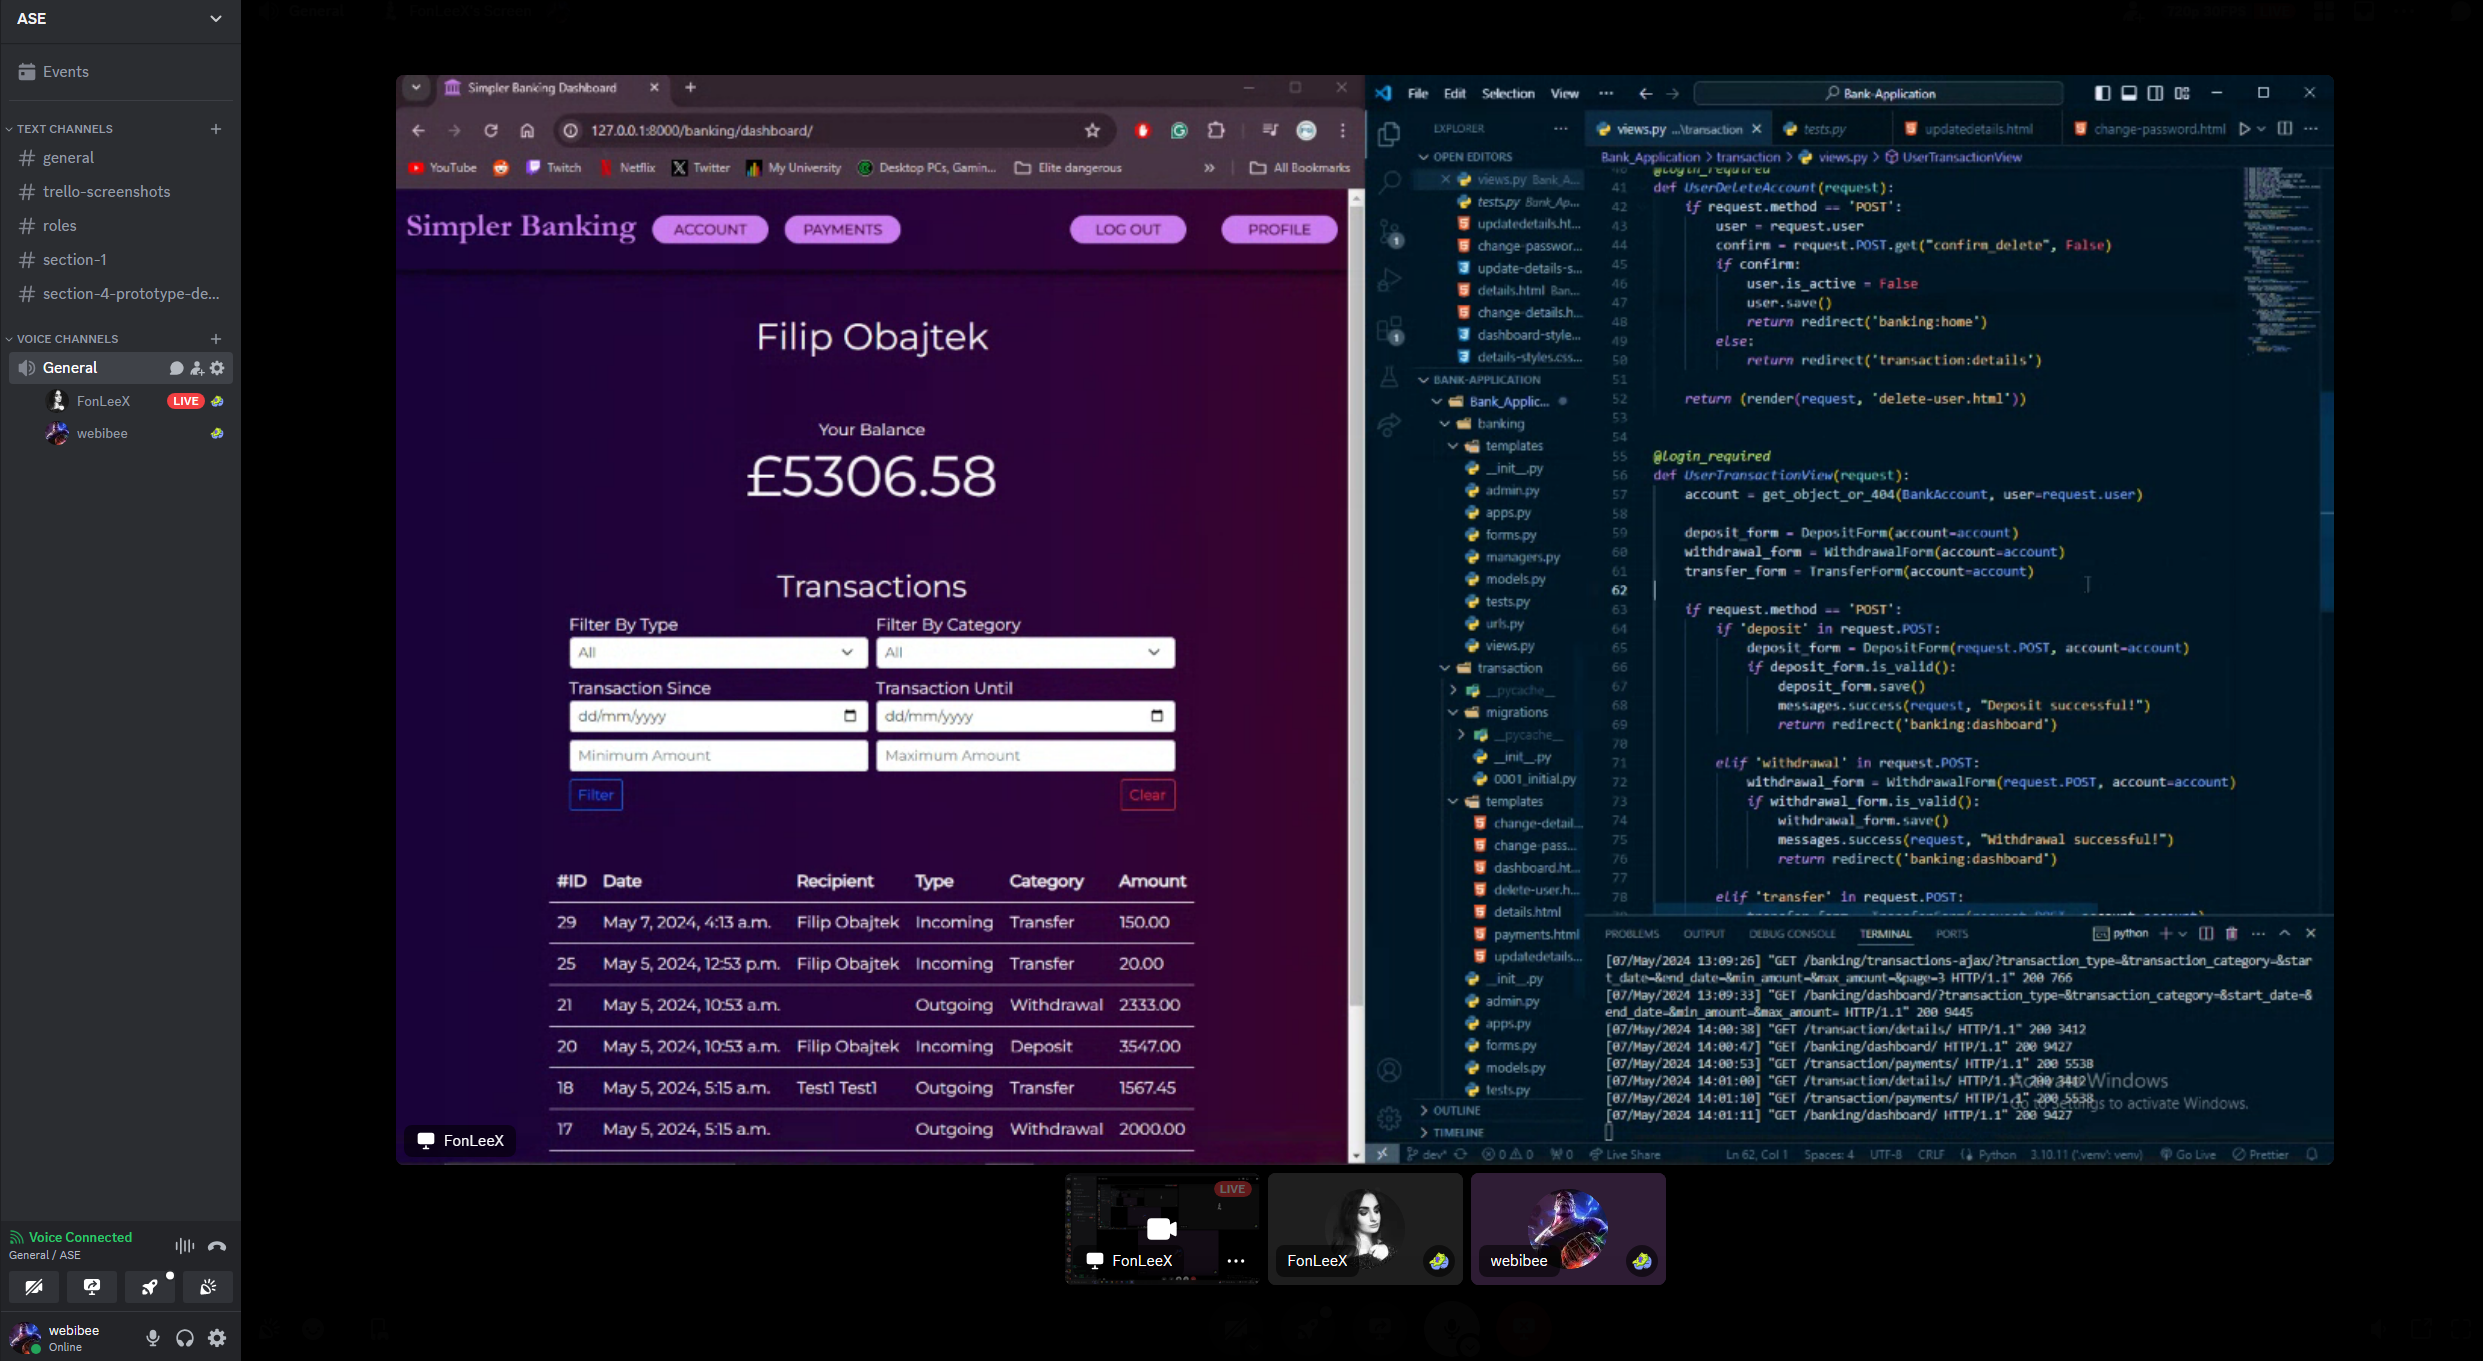 ASE
Events
TEXT CHANNELS
general
trello-screenshots
roles
section-1
section-4-prototype-de...
VOICE CHANNELS
General
FonLeeX LIVE
webibee
Voice Connected
General / ASE
webibee
Online
Simpler Banking Dashboard
127.0.0.1:8000/banking/dashboard/
YouTube Twitch Netflix Twitter My University Desktop PCs, Gamin... Elite dangerous » All Bookmarks
Simpler Banking ACCOUNT PAYMENTS LOG OUT PROFILE
Filip Obajtek
Your Balance
£5306.58
Transactions
Filter By Type Filter By Category
All All
Transaction Since Transaction Until
dd/mm/yyyy dd/mm/yyyy
Minimum Amount Maximum Amount
Filter Clear
#ID Date Recipient Type Category Amount
29 May 7, 2024, 4:13 a.m. Filip Obajtek Incoming Transfer 150.00
25 May 5, 2024, 12:53 p.m. Filip Obajtek Incoming Transfer 20.00
21 May 5, 2024, 10:53 a.m. Outgoing Withdrawal 2333.00
20 May 5, 2024, 10:53 a.m. Filip Obajtek Incoming Deposit 3547.00
18 May 5, 2024, 5:15 a.m. Test1 Test1 Outgoing Transfer 1567.45
17 May 5, 2024, 5:15 a.m. Outgoing Withdrawal 2000.00
FonLeeX
File Edit Selection View ··· Bank-Application
EXPLORER ···
OPEN EDITORS
views.py Bank_A...
tests.py Bank_Ap...
updatedetails.ht...
change-passwor...
update-details-s...
details.html Ban...
change-details.h...
dashboard-style...
details-styles.css...
BANK-APPLICATION
Bank_Applic...
banking
templates
__init__.py
admin.py
apps.py
forms.py
managers.py
models.py
tests.py
urls.py
views.py
transaction
__pycache__
migrations
__pycache__
__init__.py
0001_initial.py
templates
change-detail...
change-pass...
dashboard.ht...
delete-user.h...
details.html
payments.html
updatedetails...
__init__.py
admin.py
apps.py
forms.py
models.py
tests.py
OUTLINE
TIMELINE
views.py ...\transaction tests.py updatedetails.html change-password.html
Bank_Application > transaction > views.py > UserTransactionView
40 @login_required
41 def UserDeleteAccount(request):
42 if request.method == 'POST':
43 user = request.user
44 confirm = request.POST.get("confirm_delete", False)
45 if confirm:
46 user.is_active = False
47 user.save()
48 return redirect('banking:home')
49 else:
50 return redirect('transaction:details')
51
52 return (render(request, 'delete-user.html'))
53
54
55 @login_required
56 def UserTransactionView(request):
57 account = get_object_or_404(BankAccount, user=request.user)
58
59 deposit_form = DepositForm(account=account)
60 withdrawal_form = WithdrawalForm(account=account)
61 transfer_form = TransferForm(account=account)
62
63 if request.method == 'POST':
64 if 'deposit' in request.POST:
65 deposit_form = DepositForm(request.POST, account=account)
66 if deposit_form.is_valid():
67 deposit_form.save()
68 messages.success(request, "Deposit successful!")
69 return redirect('banking:dashboard')
70
71 elif 'withdrawal' in request.POST:
72 withdrawal_form = WithdrawalForm(request.POST, account=account)
73 if withdrawal_form.is_valid():
74 withdrawal_form.save()
75 messages.success(request, "Withdrawal successful!")
76 return redirect('banking:dashboard')
77
78 elif 'transfer' in request.POST:
PROBLEMS OUTPUT DEBUG CONSOLE TERMINAL PORTS python
[07/May/2024 13:09:26] "GET /banking/transactions-ajax/?transaction_type=&transaction_category=&star
t_date=&end_date=&min_amount=&max_amount=&page=3 HTTP/1.1" 200 766
[07/May/2024 13:09:33] "GET /banking/dashboard/?transaction_type=&transaction_category=&start_date=&
end_date=&min_amount=&max_amount= HTTP/1.1" 200 9445
[07/May/2024 14:00:38] "GET /transaction/details/ HTTP/1.1" 200 3412
[07/May/2024 14:00:47] "GET /banking/dashboard/ HTTP/1.1" 200 9427
[07/May/2024 14:00:53] "GET /transaction/payments/ HTTP/1.1" 200 5538
[07/May/2024 14:01:00] "GET /transaction/details/ HTTP/1.1" 200 3412
[07/May/2024 14:01:10] "GET /transaction/payments/ HTTP/1.1" 200 5538
[07/May/2024 14:01:11] "GET /banking/dashboard/ HTTP/1.1" 200 9427
Activate Windows
Go to Settings to activate Windows.
dev* 0 0 0 Live Share Ln 62, Col 1 Spaces: 4 UTF-8 CRLF Python 3.10.11 ('.venv': venv) Go Live Prettier
LIVE
FonLeeX ···
FonLeeX
webibee